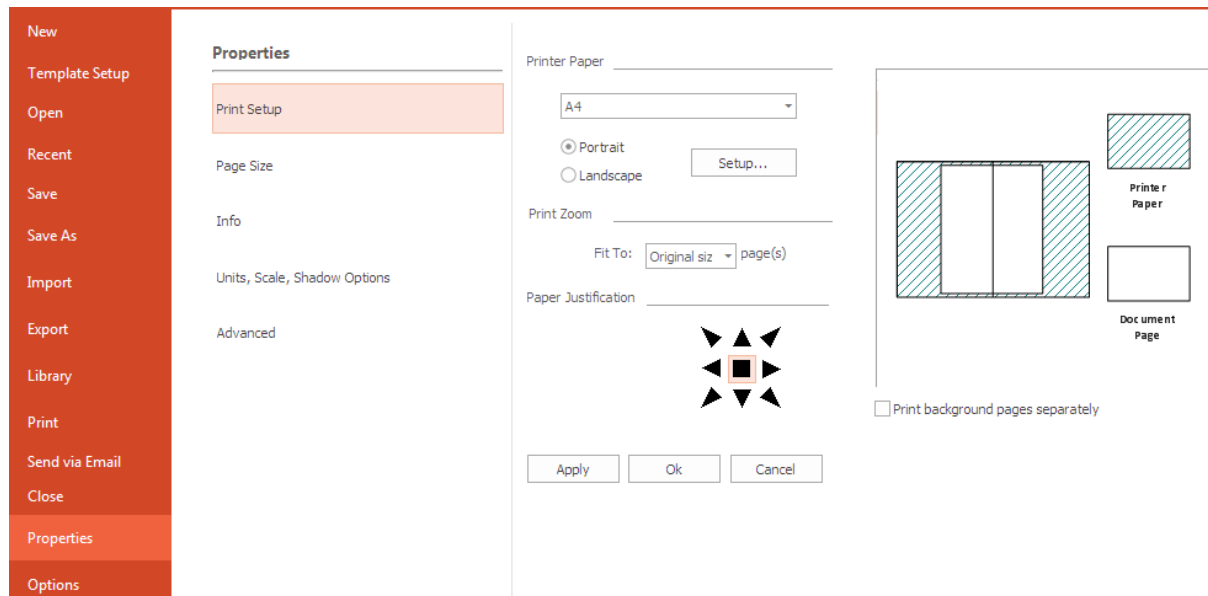 New
Template Setup
Open
Recent
Save
Save As
Import
Export
Library
Print
Send via Email
Close
Properties
Options
Properties
Print Setup
Page Size
Info
Units, Scale, Shadow Options
Advanced
Printer Paper
A4
Portrait
Landscape
Setup...
Print Zoom
Fit To: Original siz page(s)
Paper Justification
Apply Ok Cancel
Printer
Paper
Document
Page
Print background pages separately